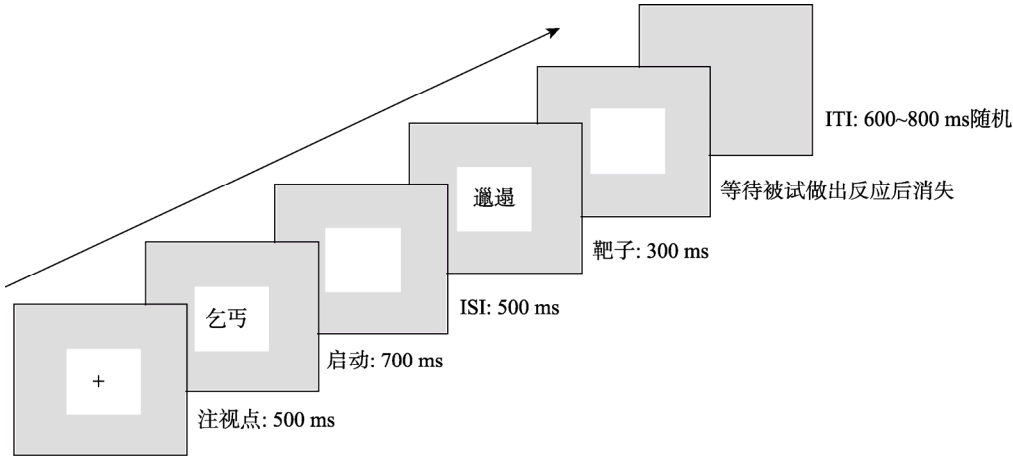 +
注视点: 500 ms
乞丐
启动: 700 ms
ISI: 500 ms
邋遢
靶子: 300 ms
等待被试做出反应后消失
ITI: 600~800 ms随机